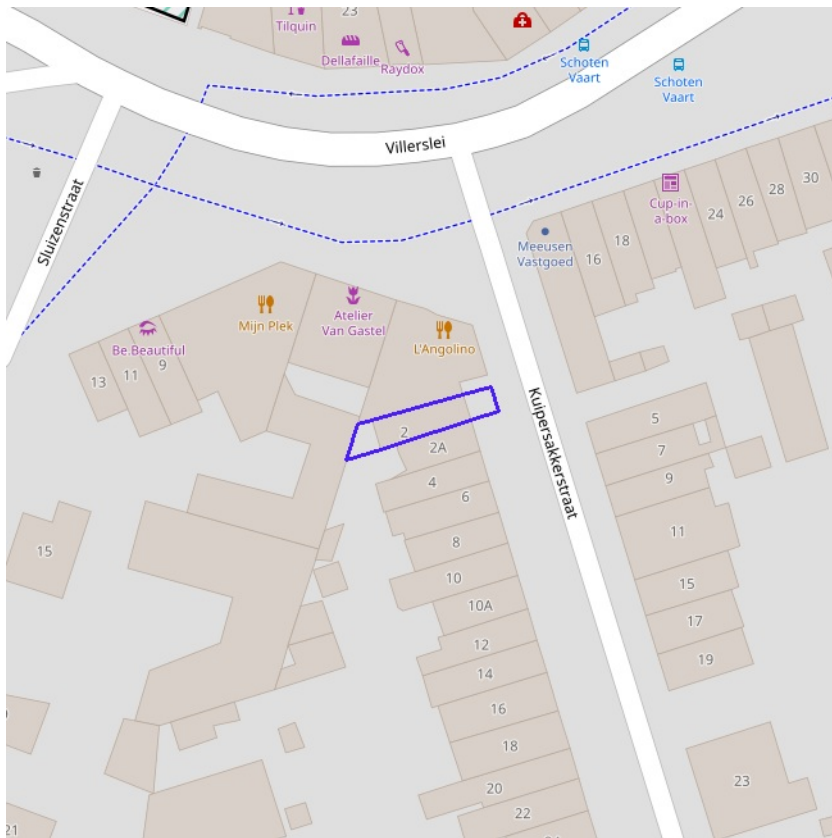 Tilquin
23
Dellafaille
Raydox
Schoten
Vaart
Schoten
Vaart
Villerslei
Sluizenstraat
Cup-in-
a-box
30
28
26
24
18
16
Meeusen
Vastgoed
Mijn Plek
Atelier
Van Gastel
L'Angolino
Be.Beautiful
9
11
13
Kuipersakkerstraat
2
2A
4
6
8
10
10A
12
14
16
18
20
22
5
7
9
11
15
17
19
23
15
21